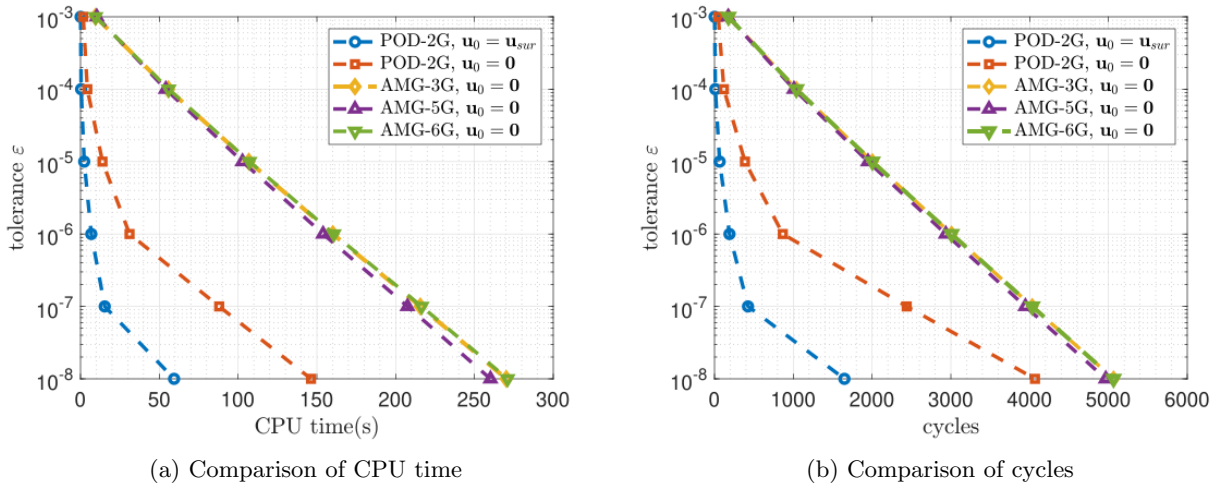 10-3
10-4
10-5
10-6
10-7
10-8
tolerance ε
0 50 100 150 200 250 300
CPU time(s)
POD-2G, u0 = usur
POD-2G, u0 = 0
AMG-3G, u0 = 0
AMG-5G, u0 = 0
AMG-6G, u0 = 0
(a) Comparison of CPU time
10-3
10-4
10-5
10-6
10-7
10-8
tolerance ε
0 1000 2000 3000 4000 5000 6000
cycles
POD-2G, u0 = usur
POD-2G, u0 = 0
AMG-3G, u0 = 0
AMG-5G, u0 = 0
AMG-6G, u0 = 0
(b) Comparison of cycles